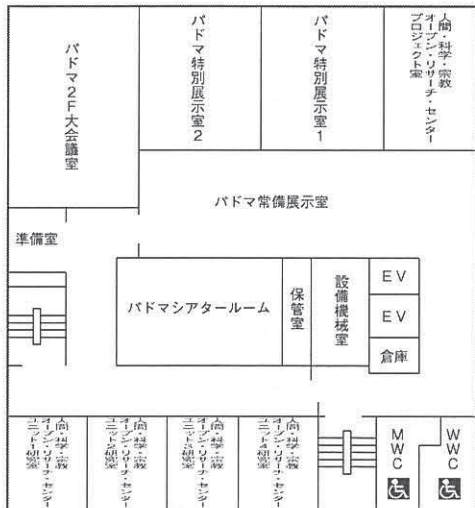 パドマ2F大会議室
パドマ特別展示室2
パドマ特別展示室1
人間・科学・宗教
オープン・リサーチ・センター
プロジェクト室
パドマ常備展示室
準備室
パドマシアタールーム
保管室
設備機械室
EV
EV
倉庫
人間・科学・宗教
オープン・リサーチ・センター
ユニット1研究室
人間・科学・宗教
オープン・リサーチ・センター
ユニット2研究室
人間・科学・宗教
オープン・リサーチ・センター
ユニット3研究室
人間・科学・宗教
オープン・リサーチ・センター
ユニット4研究室
MWC
WWC